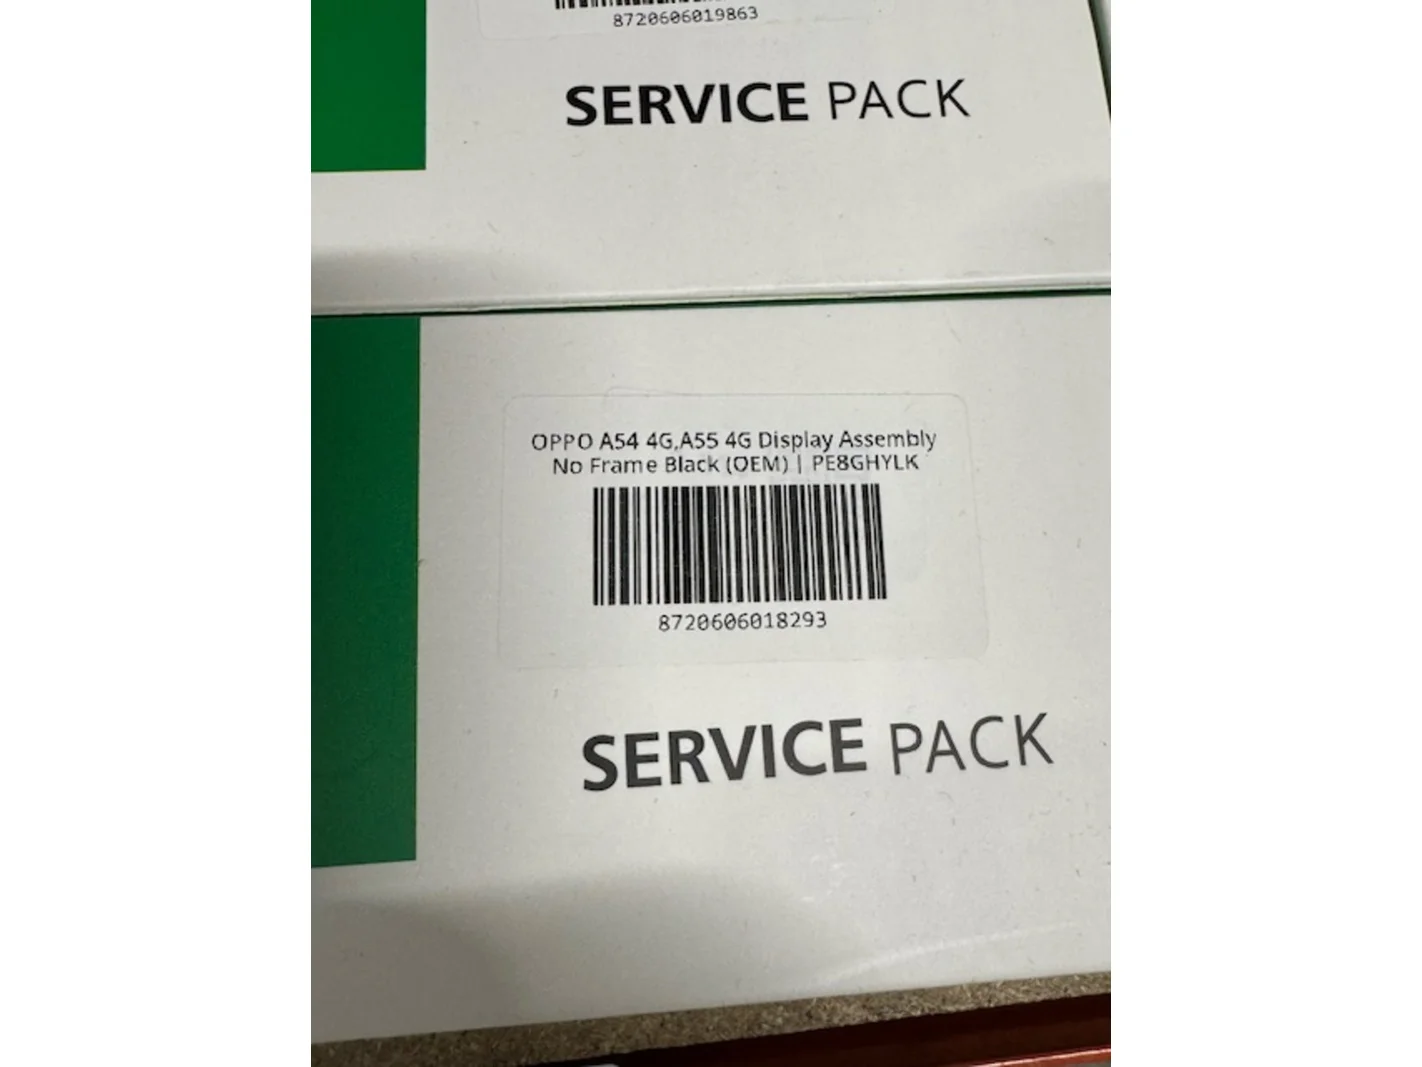 8720606019863
SERVICE PACK
OPPO A54 4G,A55 4G Display Assembly
No Frame Black (OEM) | PE8GHYLK
8720606018293
SERVICE PACK